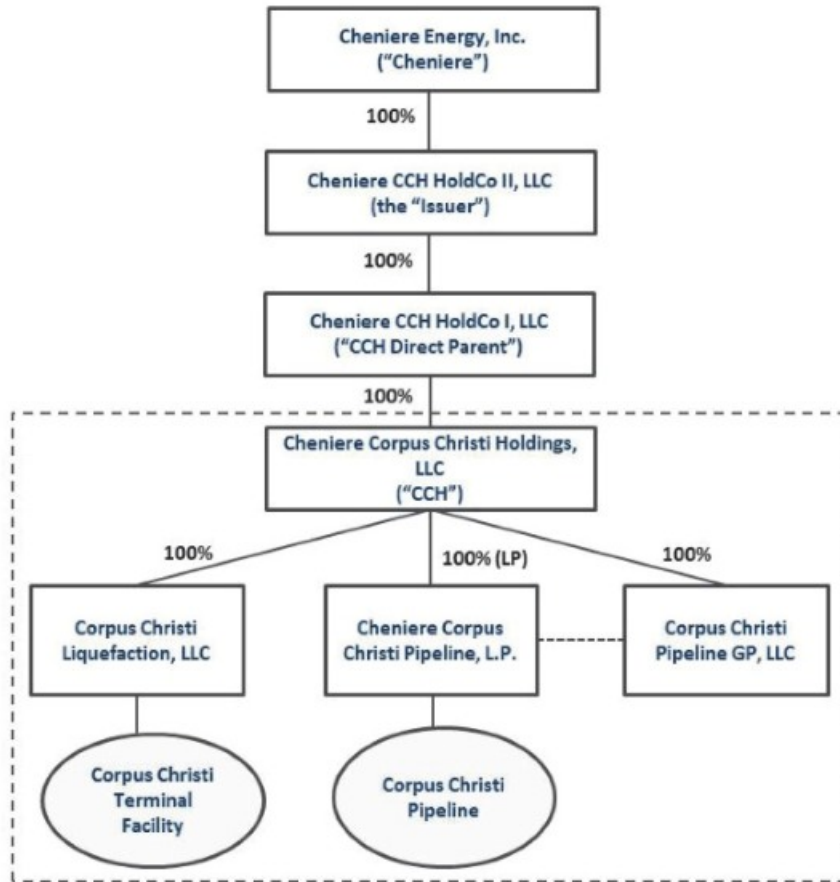 Cheniere Energy, Inc.
(“Cheniere”)
100%
Cheniere CCH HoldCo II, LLC
(the “Issuer”)
100%
Cheniere CCH HoldCo I, LLC
(“CCH Direct Parent”)
100%
Cheniere Corpus Christi Holdings,
LLC
(“CCH”)
100%
100% (LP)
100%
Corpus Christi
Liquefaction, LLC
Cheniere Corpus
Christi Pipeline, L.P.
Corpus Christi
Pipeline GP, LLC
Corpus Christi
Terminal
Facility
Corpus Christi
Pipeline